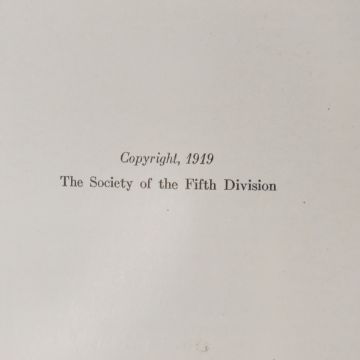 Copyright, 1919
The Society of the Fifth Division